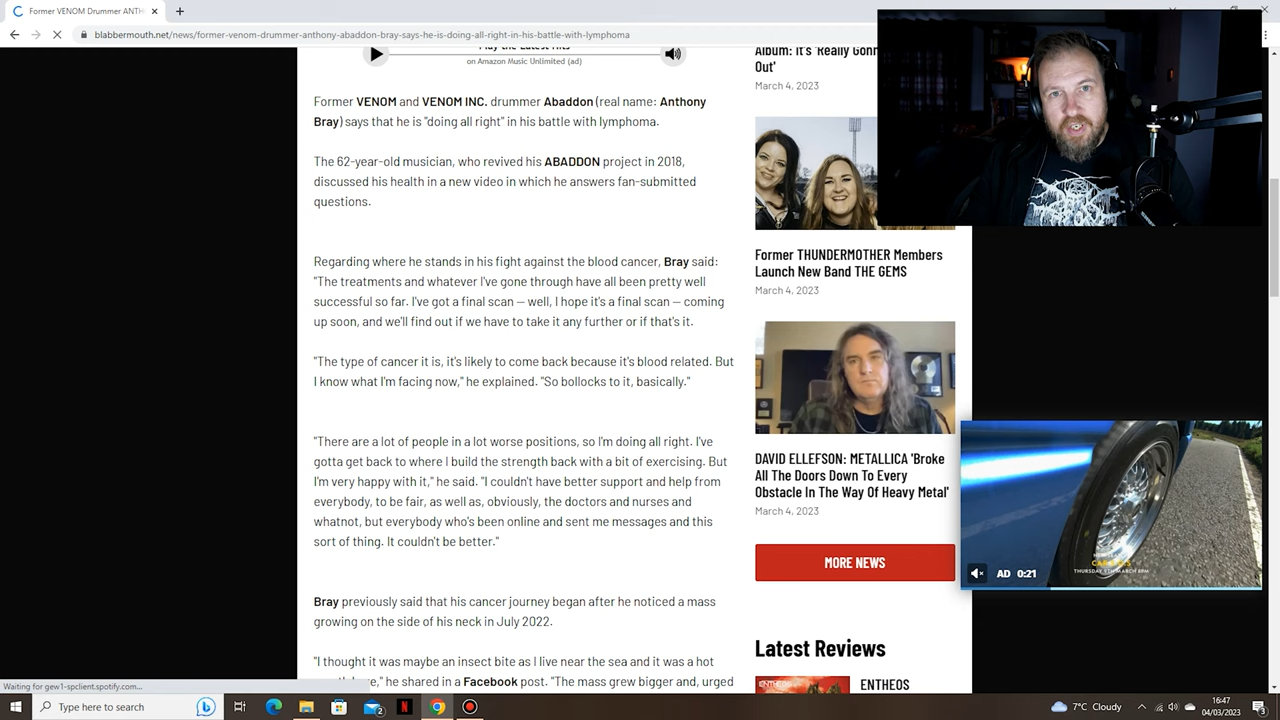 Former VENOM Drummer ANTH
blabbermouth.net/news/former-venom-drummer-anthony-abaddon-bray-says-he-is-doing-all-right-in-his-battle-with-lymphoma
Play the Latest Hits
on Amazon Music Unlimited (ad)
Former VENOM and VENOM INC. drummer Abaddon (real name: Anthony
Bray) says that he is "doing all right" in his battle with lymphoma.
The 62-year-old musician, who revived his ABADDON project in 2018,
discussed his health in a new video in which he answers fan-submitted
questions.
Regarding where he stands in his fight against the blood cancer, Bray said:
"The treatments and whatever I've gone through have all been pretty well
successful so far. I've got a final scan — well, I hope it's a final scan — coming
up soon, and we'll find out if we have to take it any further or if that's it.
"The type of cancer it is, it's likely to come back because it's blood related. But
I know what I'm facing now," he explained. "So bollocks to it, basically."
"There are a lot of people in a lot worse positions, so I'm doing all right. I've
gotta get back to where I build the strength back with a bit of exercising. But
I'm very happy with it," he said. "I couldn't have better support and help from
everybody, to be fair, as well as, obviously, the doctors and nurses and
whatnot, but everybody who's been online and sent me messages and this
sort of thing. It couldn't be better."
Bray previously said that his cancer journey began after he noticed a mass
growing on the side of his neck in July 2022.
"I thought it was maybe an insect bite as I live near the sea and it was a hot
he shared in a Facebook post. "The mass grew bigger and, urged
Album: It's 'Really
Out'
March 4, 2023
Former THUNDERMOTHER Members
Launch New Band THE GEMS
March 4, 2023
DAVID ELLEFSON: METALLICA 'Broke
All The Doors Down To Every
Obstacle In The Way Of Heavy Metal'
March 4, 2023
MORE NEWS
Latest Reviews
ENTHEOS
ENTHEOS
THURSDAY 9TH MARCH 8PM
AD 0:21
Waiting for gew1-spclient.spotify.com...
Type here to search
7°C Cloudy
16:47
04/03/2023